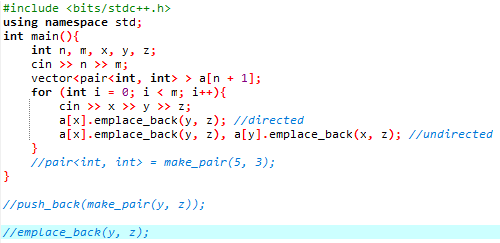 #include <bits/stdc++.h>
using namespace std;
int main(){
    int n, m, x, y, z;
    cin >> n >> m;
    vector<pair<int, int> > a[n + 1];
    for (int i = 0; i < m; i++){
        cin >> x >> y >> z;
        a[x].emplace_back(y, z); //directed
        a[x].emplace_back(y, z), a[y].emplace_back(x, z); //undirected
    }
    //pair<int, int> = make_pair(5, 3);
}
//push_back(make_pair(y, z));
//emplace_back(y, z);